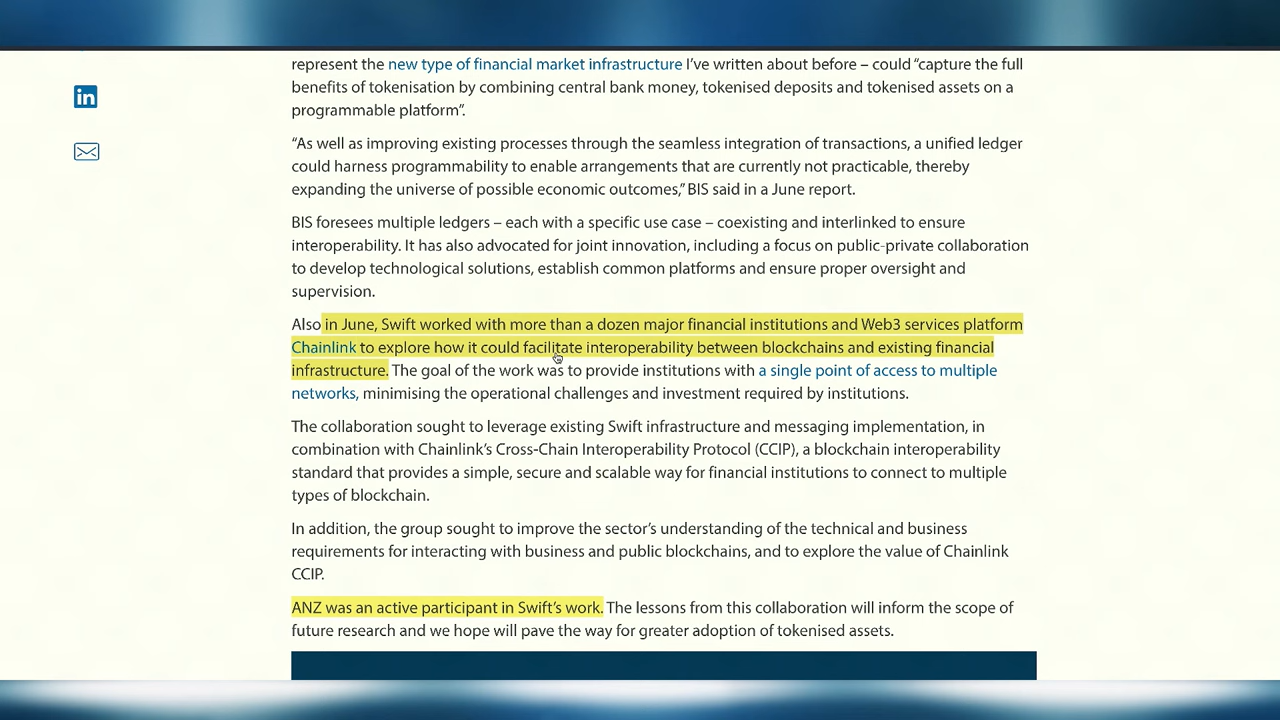 in
represent the new type of financial market infrastructure I've written about before – could “capture the full
benefits of tokenisation by combining central bank money, tokenised deposits and tokenised assets on a
programmable platform”.
“As well as improving existing processes through the seamless integration of transactions, a unified ledger
could harness programmability to enable arrangements that are currently not practicable, thereby
expanding the universe of possible economic outcomes,” BIS said in a June report.
BIS foresees multiple ledgers – each with a specific use case – coexisting and interlinked to ensure
interoperability. It has also advocated for joint innovation, including a focus on public-private collaboration
to develop technological solutions, establish common platforms and ensure proper oversight and
supervision.
Also in June, Swift worked with more than a dozen major financial institutions and Web3 services platform
Chainlink to explore how it could facilitate interoperability between blockchains and existing financial
infrastructure. The goal of the work was to provide institutions with a single point of access to multiple
networks, minimising the operational challenges and investment required by institutions.
The collaboration sought to leverage existing Swift infrastructure and messaging implementation, in
combination with Chainlink's Cross-Chain Interoperability Protocol (CCIP), a blockchain interoperability
standard that provides a simple, secure and scalable way for financial institutions to connect to multiple
types of blockchain.
In addition, the group sought to improve the sector's understanding of the technical and business
requirements for interacting with business and public blockchains, and to explore the value of Chainlink
CCIP.
ANZ was an active participant in Swift's work. The lessons from this collaboration will inform the scope of
future research and we hope will pave the way for greater adoption of tokenised assets.